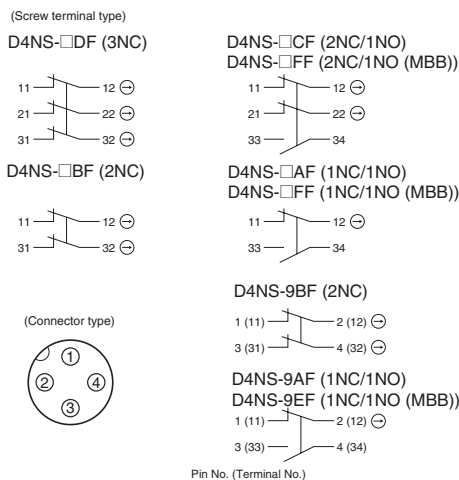 (Screw terminal type)
D4NS-□DF (3NC)
11 12 ⊖
21 22 ⊖
31 32 ⊖
D4NS-□BF (2NC)
11 12 ⊖
31 32 ⊖
(Connector type)
①
② ④
③
D4NS-□CF (2NC/1NO)
D4NS-□FF (2NC/1NO (MBB))
11 12 ⊖
21 22 ⊖
33 34
D4NS-□AF (1NC/1NO)
D4NS-□FF (1NC/1NO (MBB))
11 12 ⊖
33 34
D4NS-9BF (2NC)
1 (11) 2 (12) ⊖
3 (31) 4 (32) ⊖
D4NS-9AF (1NC/1NO)
D4NS-9EF (1NC/1NO (MBB))
1 (11) 2 (12) ⊖
3 (33) 4 (34)
Pin No. (Terminal No.)